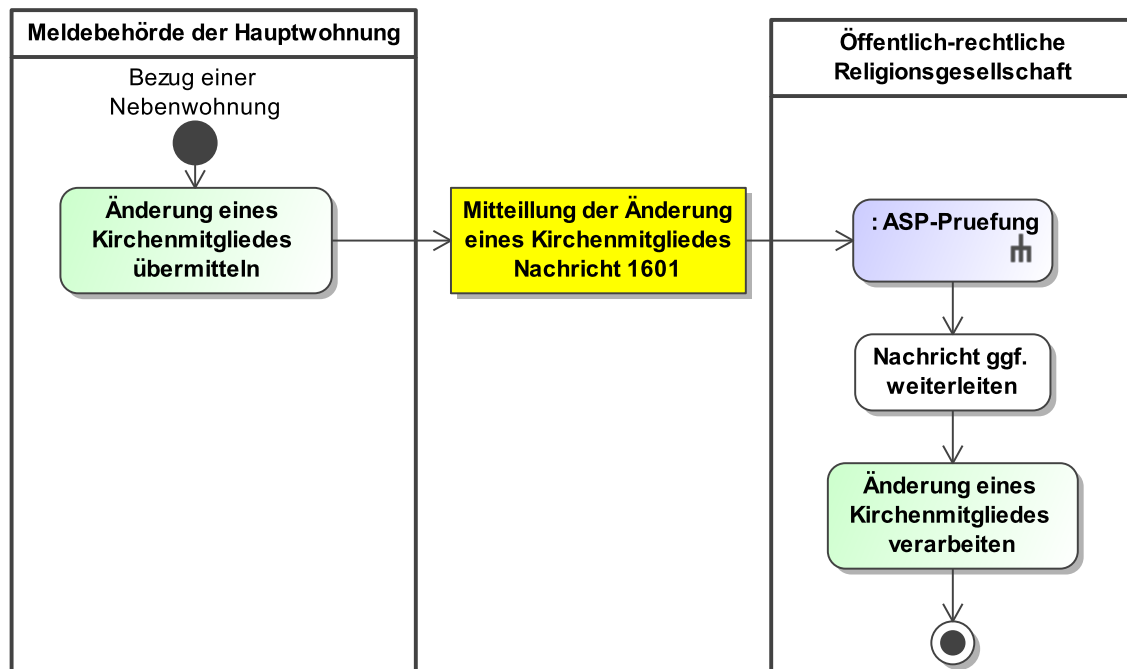 Meldebehörde der Hauptwohnung
Bezug einer
Nebenwohnung
Änderung eines
Kirchenmitgliedes
übermitteln
Mitteillung der Änderung
eines Kirchenmitgliedes
Nachricht 1601
Öffentlich-rechtliche
Religionsgesellschaft
: ASP-Pruefung
Nachricht ggf.
weiterleiten
Änderung eines
Kirchenmitgliedes
verarbeiten